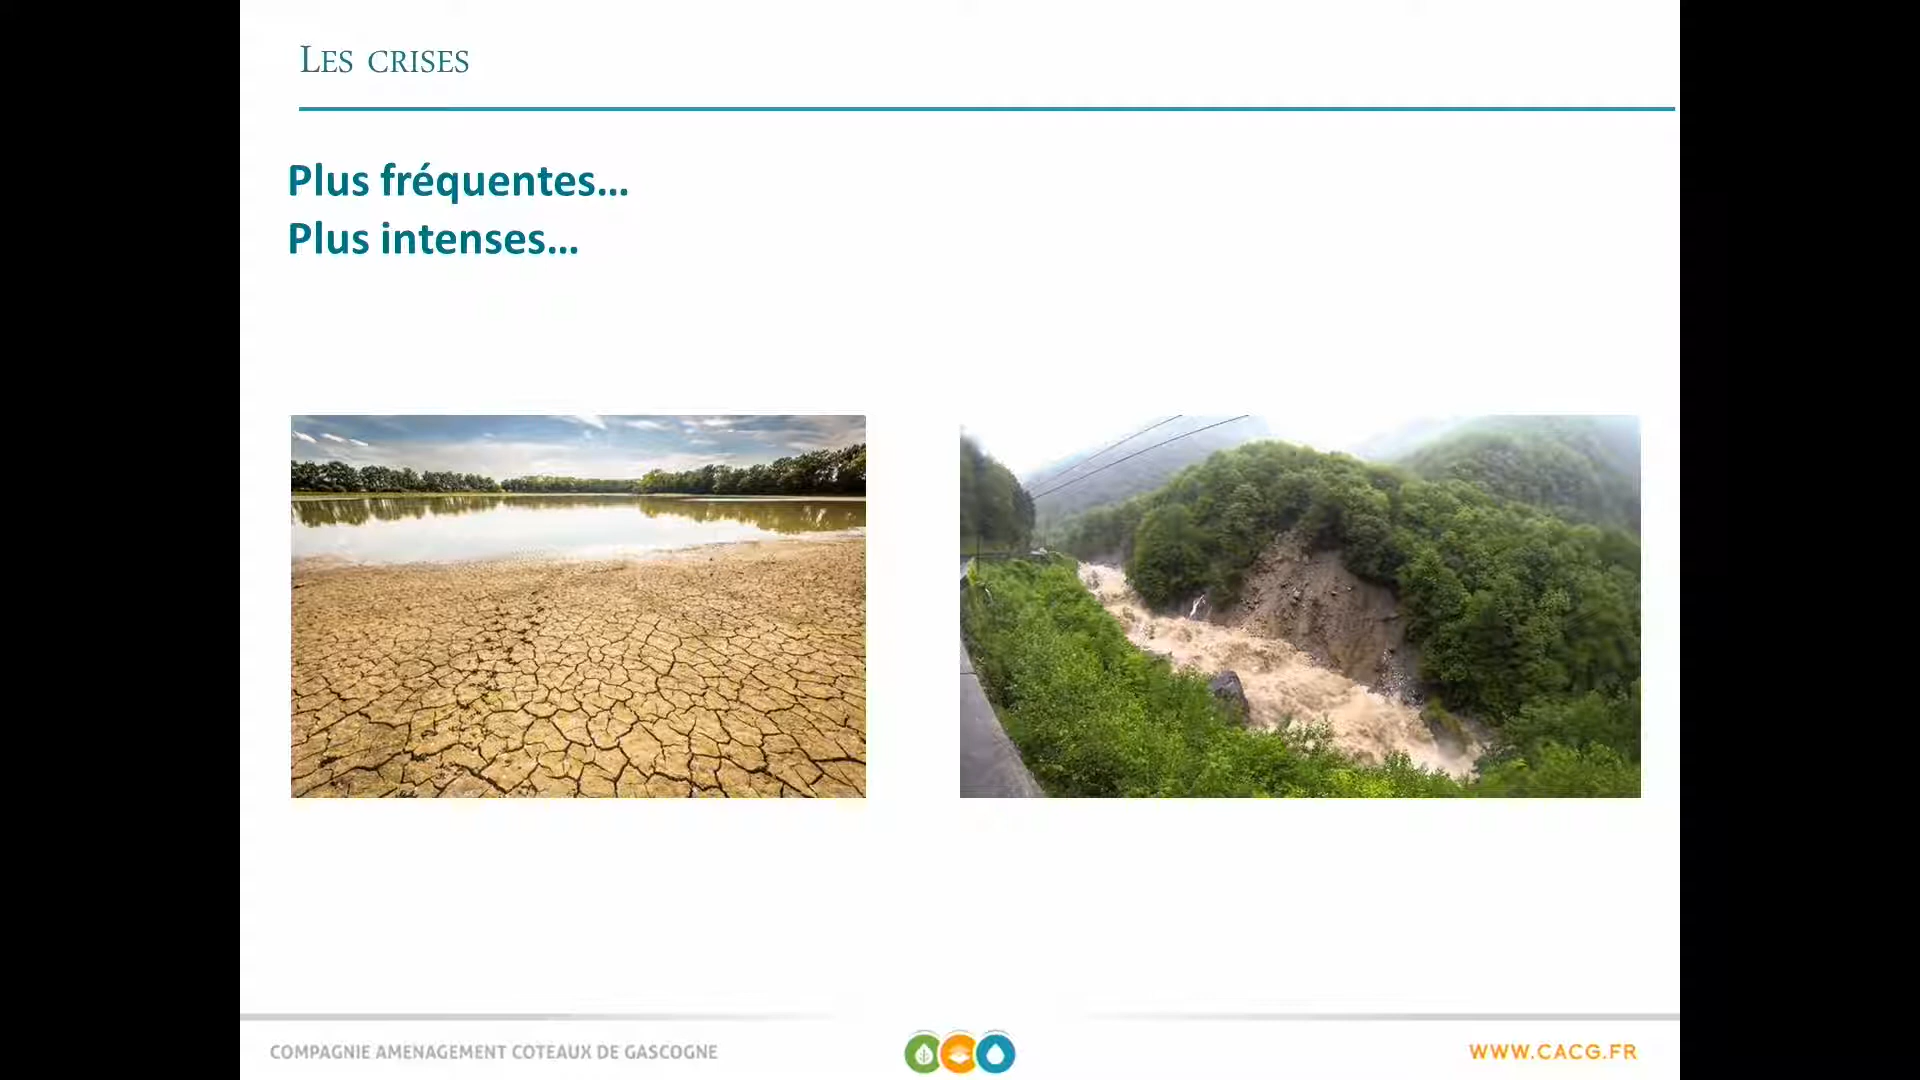 LES CRISES
Plus fréquentes...
Plus intenses...
COMPAGNIE AMENAGEMENT COTEAUX DE GASCOGNE
WWW.CACG.FR